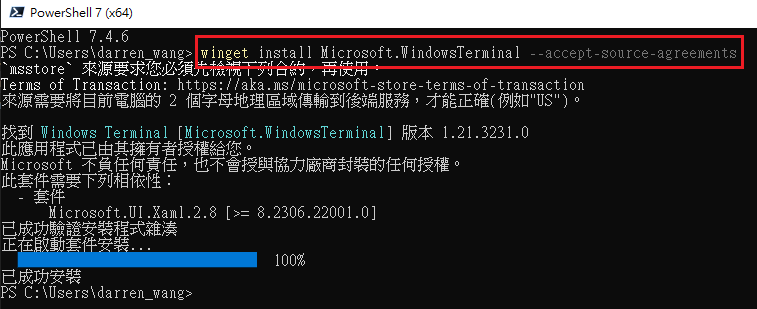 PowerShell 7 (x64)
PowerShell 7.4.6
PS C:\Users\darren_wang> winget install Microsoft.WindowsTerminal --accept-source-agreements
`msstore` 來源要求您必須先檢視下列合約，再使用。
Terms of Transaction: https://aka.ms/microsoft-store-terms-of-transaction
來源需要將目前電腦的 2 個字母地理區域傳輸到後端服務，才能正確(例如"US")。
找到 Windows Terminal [Microsoft.WindowsTerminal] 版本 1.21.3231.0
此應用程式已由其擁有者授權給您。
Microsoft 不負任何責任，也不會授與協力廠商封裝的任何授權。
此套件需要下列相依性：
- 套件
Microsoft.UI.Xaml.2.8 [>= 8.2306.22001.0]
已成功驗證安裝程式雜湊
正在啟動套件安裝...
100%
已成功安裝
PS C:\Users\darren_wang>